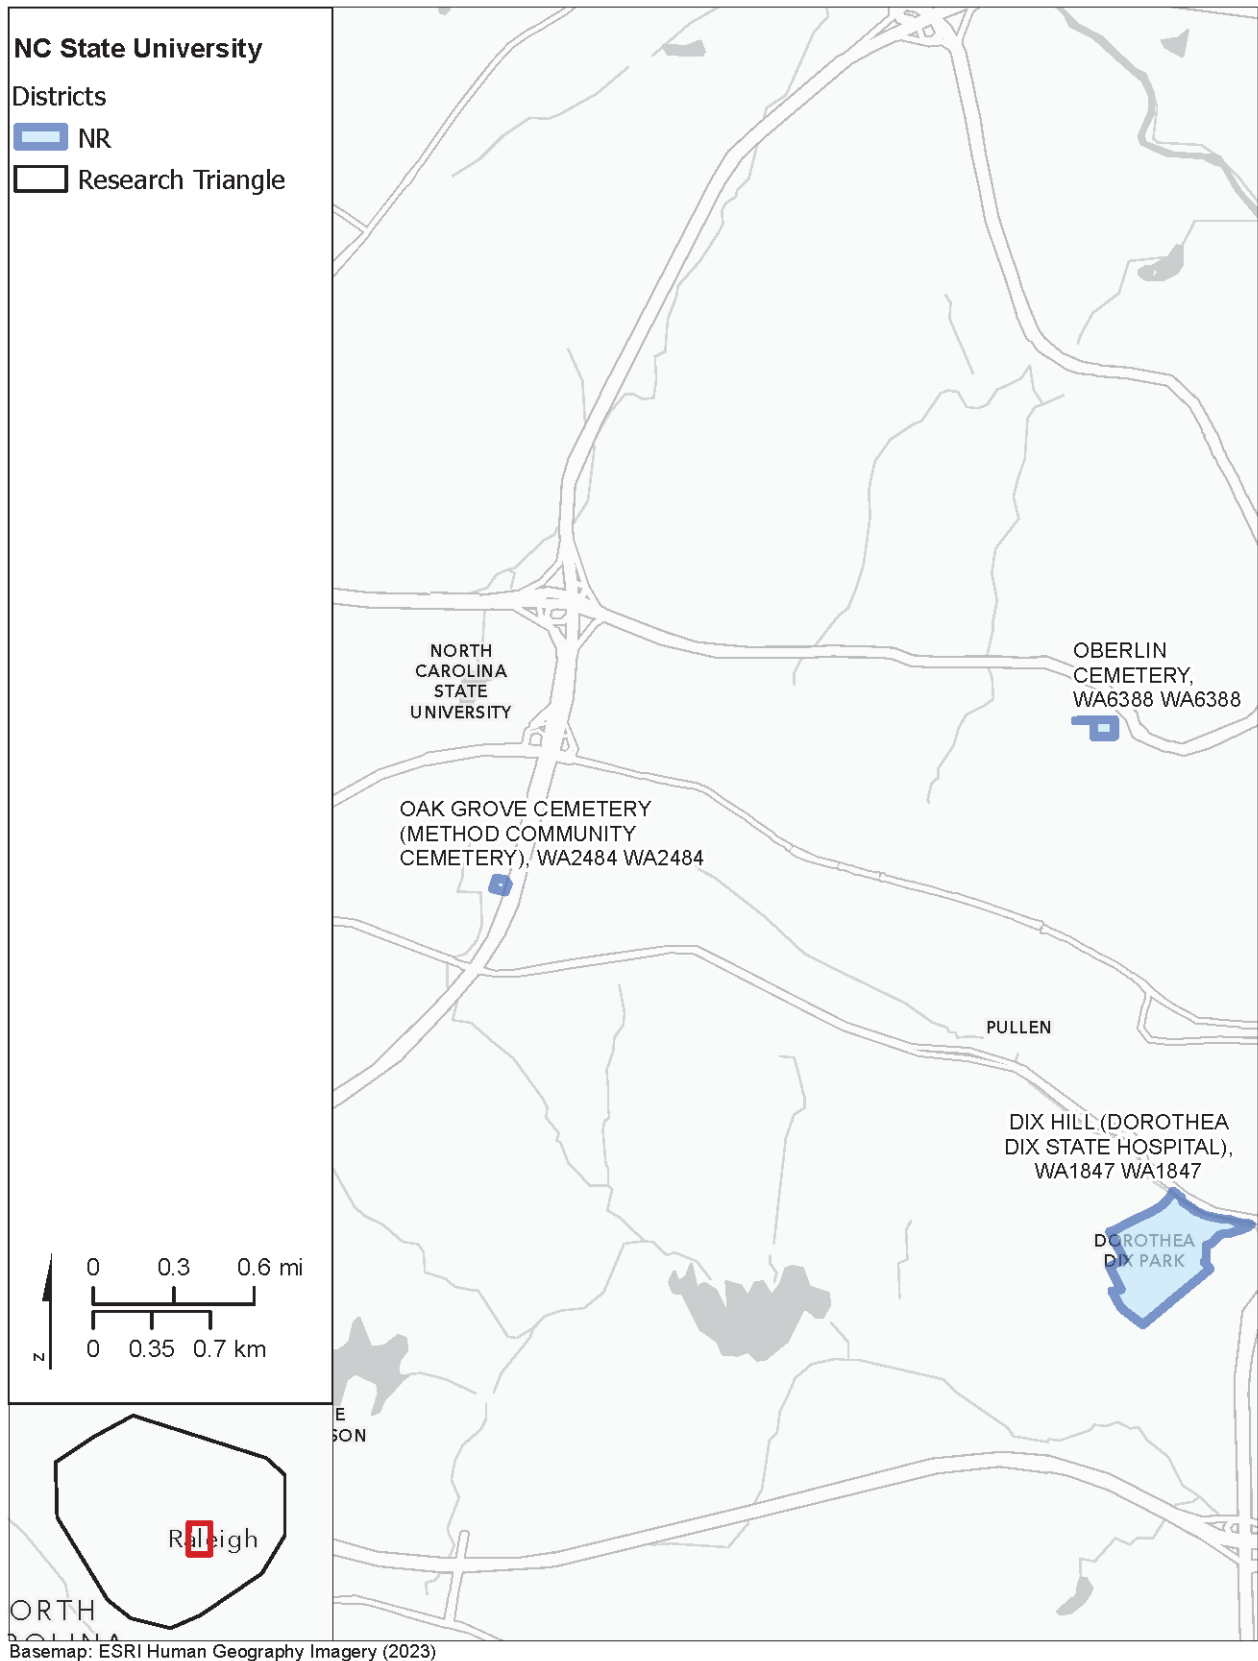 NC State University
Districts
NR
Research Triangle
NORTH
CAROLINA
STATE
UNIVERSITY
OBERLIN
CEMETERY,
WA6388 WA6388
OAK GROVE CEMETERY
(METHOD COMMUNITY
CEMETERY), WA2484 WA2484
PULLEN
DIX HILL (DOROTHEA
DIX STATE HOSPITAL),
WA1847 WA1847
DOROTHEA
DIX PARK
0 0.3 0.6 mi
0 0.35 0.7 km
N
E
SON
Raleigh
ORTH
ROLINA
Basemap: ESRI Human Geography Imagery (2023)